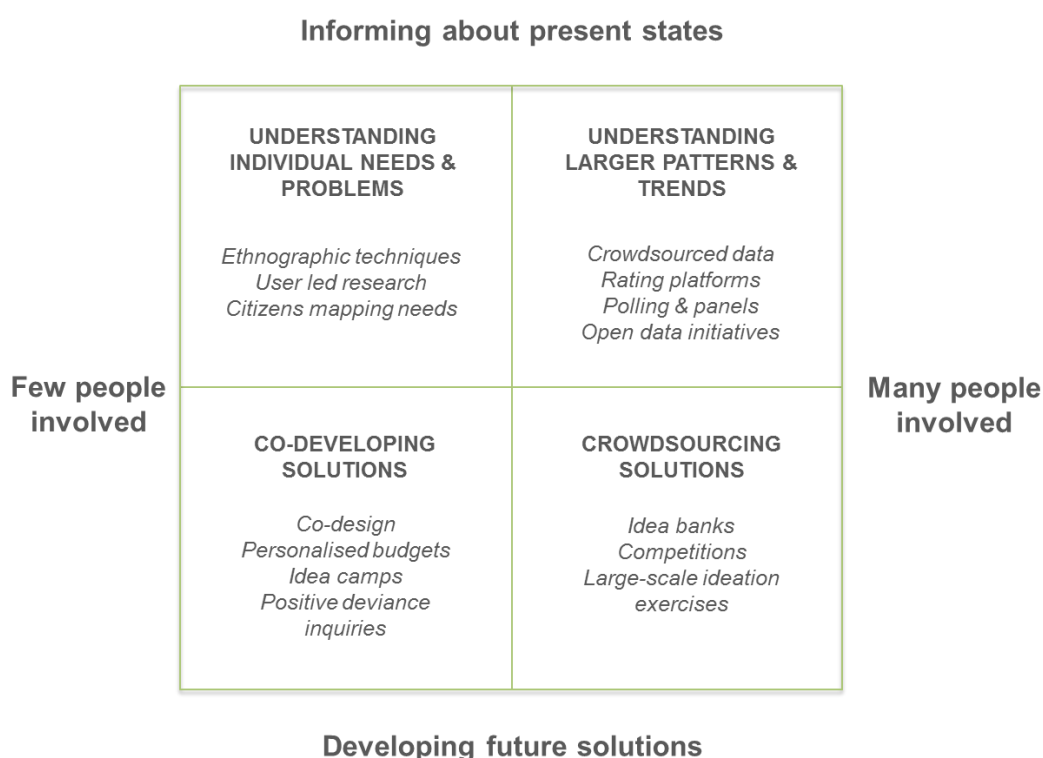 Informing about present states
UNDERSTANDING
INDIVIDUAL NEEDS &
PROBLEMS
Ethnographic techniques
User led research
Citizens mapping needs
UNDERSTANDING
LARGER PATTERNS &
TRENDS
Crowdsourced data
Rating platforms
Polling & panels
Open data initiatives
Few people
involved
Many people
involved
CO-DEVELOPING
SOLUTIONS
Co-design
Personalised budgets
Idea camps
Positive deviance
inquiries
CROWDSOURCING
SOLUTIONS
Idea banks
Competitions
Large-scale ideation
exercises
Developing future solutions